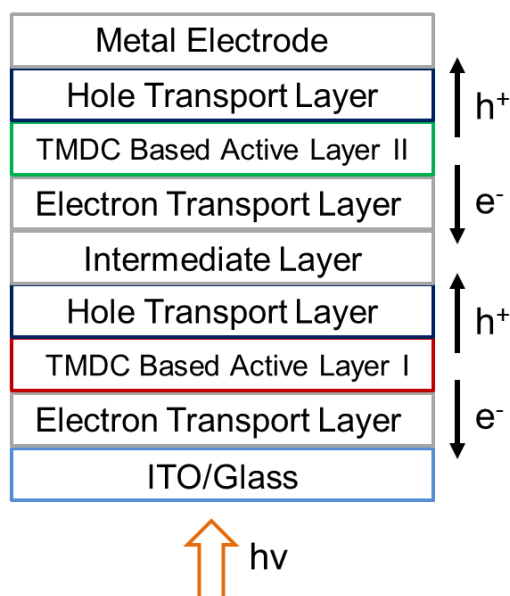 Metal Electrode
Hole Transport Layer
TMDC Based Active Layer II
Electron Transport Layer
Intermediate Layer
Hole Transport Layer
TMDC Based Active Layer I
Electron Transport Layer
ITO/Glass
h⁺
e⁻
h⁺
e⁻
hv